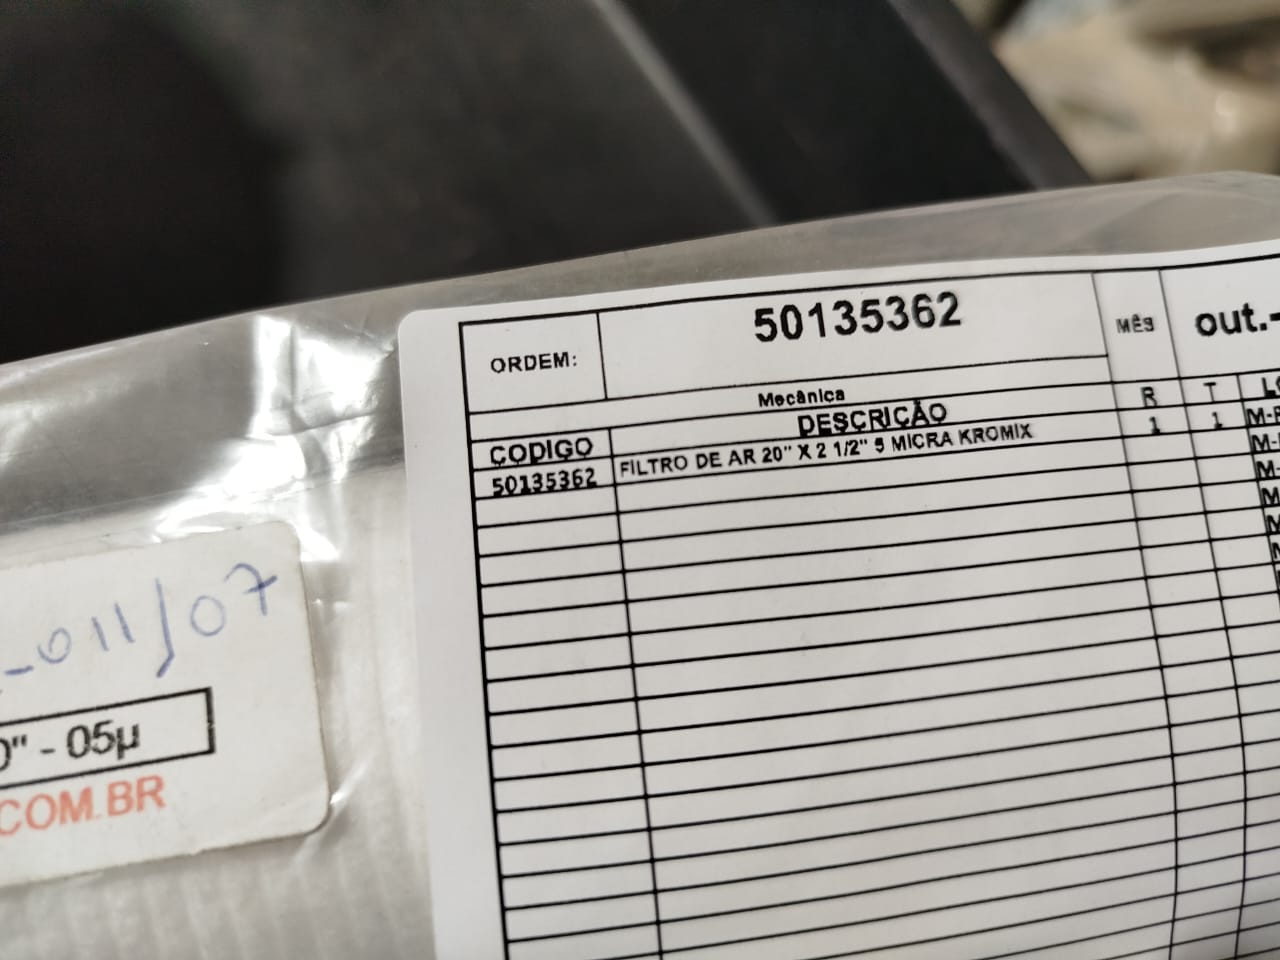 ORDEM: 50135362 MÊS out.-
Mecânica R T
CODIGO DESCRIÇÃO
50135362 FILTRO DE AR 20" X 2 1/2" 5 MICRA KROMIX 1 1
M-
M-
M-
M
M
-011/07
0" - 05µ
COM.BR